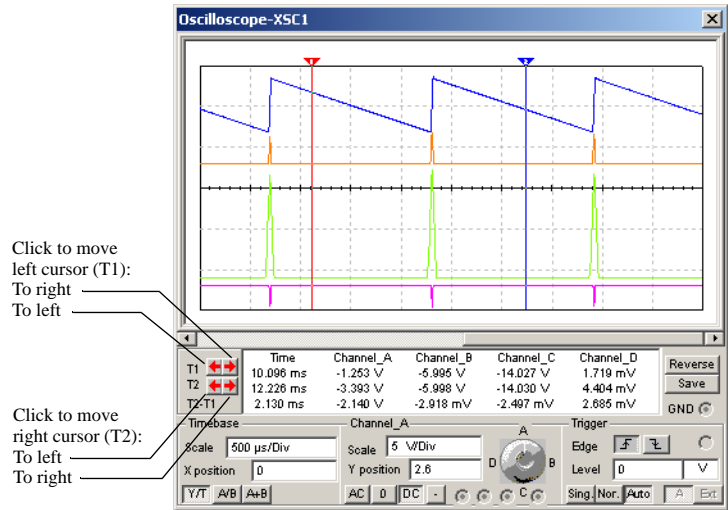 Oscilloscope-XSC1
1
2
Click to move
left cursor (T1):
To right
To left
Click to move
right cursor (T2):
To left
To right
Time Channel_A Channel_B Channel_C Channel_D
T1 10.096 ms -1.253 V -5.995 V -14.027 V 1.719 mV
T2 12.226 ms -3.393 V -5.998 V -14.030 V 4.404 mV
T2-T1 2.130 ms -2.140 V -2.918 mV -2.497 mV 2.685 mV
Reverse
Save
GND
Timebase
Scale 500 µs/Div
X position 0
Y/T A/B A+B
Channel_A
Scale 5 V/Div
Y position 2.6
AC 0 DC -
A
B
C
D
Trigger
Edge
Level 0 V
Sing. Nor. Auto A Ext